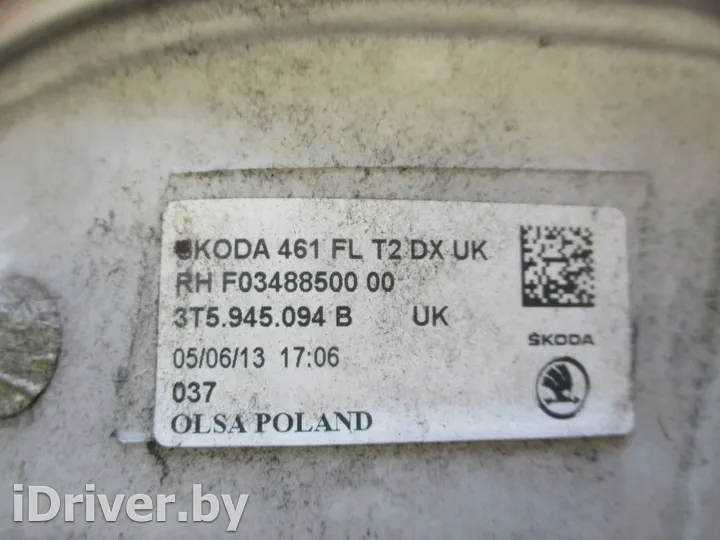 ŠKODA 461 FL T2 DX UK
RH F03488500 00
3T5.945.094 B UK
ŠKODA
05/06/13 17:06
037
OLSA POLAND
iDriver.by